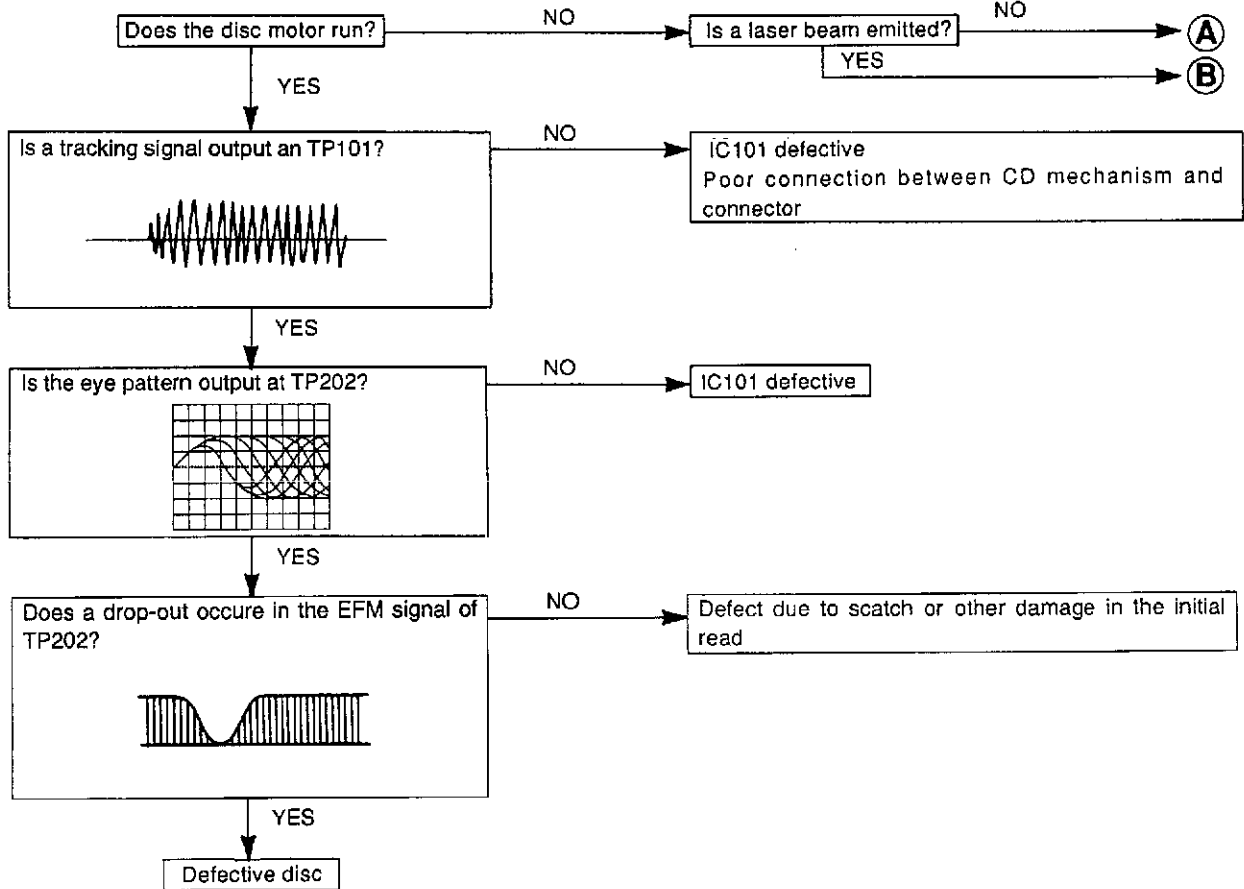 Does the disc motor run?
NO
Is a laser beam emitted?
NO
A
YES
B
YES
Is a tracking signal output an TP101?
NO
IC101 defective
Poor connection between CD mechanism and
connector
YES
Is the eye pattern output at TP202?
NO
IC101 defective
YES
Does a drop-out occure in the EFM signal of
TP202?
NO
Defect due to scatch or other damage in the initial
read
YES
Defective disc